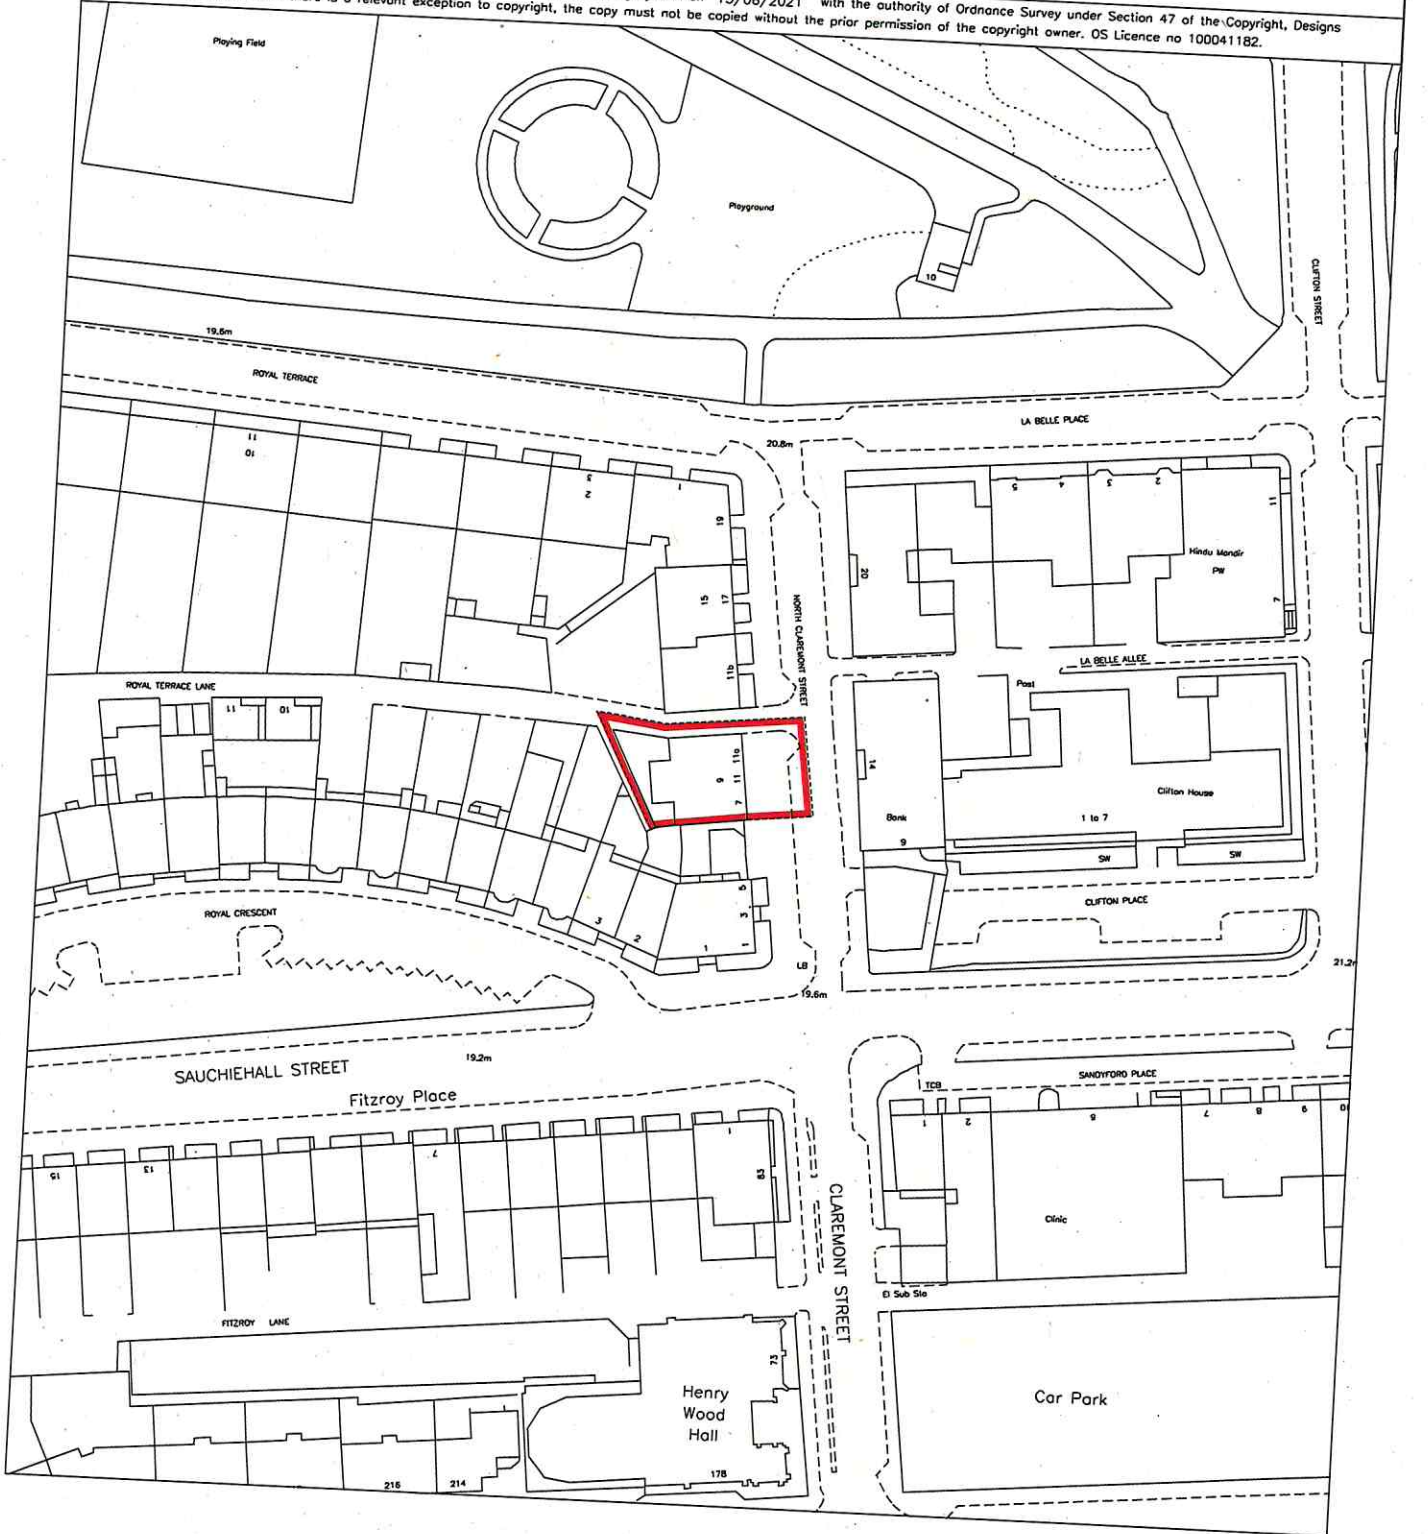 relevant exception to copyright, the copy must not be copied without the prior permission of the copyright owner. OS Licence no 100041182.
with the authority of Ordnance Survey under Section 47 of the Copyright, Designs
Playing Field
Playground
10
CLIFTON STREET
19.6m
ROYAL TERRACE
LA BELLE PLACE
20.8m
11
10
3
2
1
19
5
4
3
2
11
Hindu Mandir
PW
7
20
15
17
11b
NORTH CLAREMONT STREET
LA BELLE ALLEE
ROYAL TERRACE LANE
Post
11
10
9
11
11a
7
14
Bank
9
Clifton House
1 to 7
SW
SW
CLIFTON PLACE
ROYAL CRESCENT
3
2
1
5
3
1
LB
19.6m
21.2
SAUCHIEHALL STREET
19.2m
Fitzroy Place
SANDYFORD PLACE
TCB
1
2
6
7
8
9
10
15
13
7
1
83
CLAREMONT STREET
Clinic
El Sub Sta
FITZROY LANE
73
Henry
Wood
Hall
178
Car Park
216
214